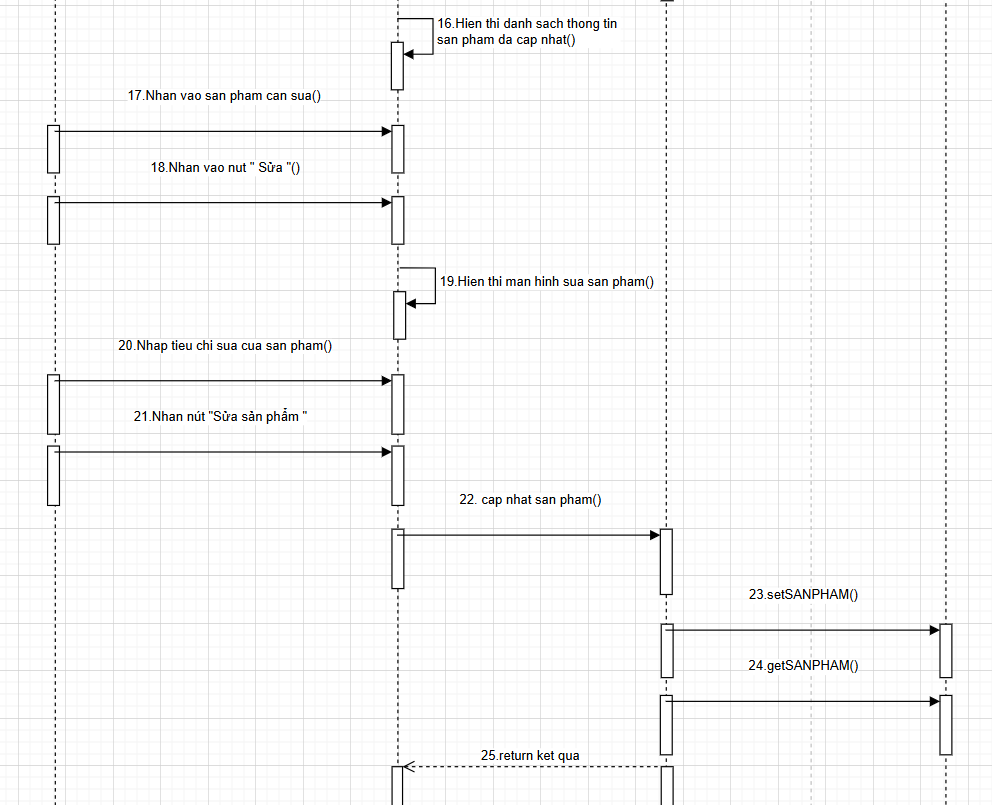 16.Hien thi danh sach thong tin
san pham da cap nhat()
17.Nhan vao san pham can sua()
18.Nhan vao nut " Sửa "()
19.Hien thi man hinh sua san pham()
20.Nhap tieu chi sua cua san pham()
21.Nhan nút "Sửa sản phẩm "
22. cap nhat san pham()
23.setSANPHAM()
24.getSANPHAM()
25.return ket qua